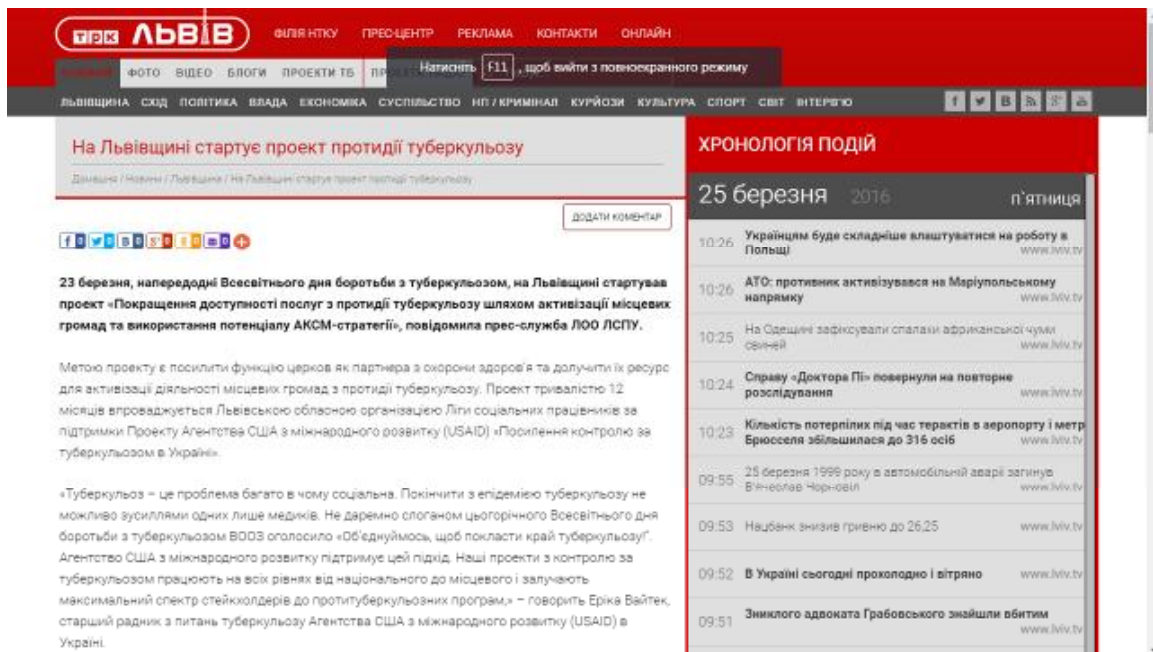 ТРК ЛЬВІВ
ФІЛІЯ НТКУ ПРЕС-ЦЕНТР РЕКЛАМА КОНТАКТИ ОНЛАЙН
Натисніть F11 , щоб вийти з повноекранного режиму
ФОТО ВІДЕО БЛОГИ ПРОЕКТИ ТБ
ЛЬВІВЩИНА СХІД ПОЛІТИКА ВЛАДА ЕКОНОМІКА СУСПІЛЬСТВО НП / КРИМІНАЛ КУРЙОЗИ КУЛЬТУРА СПОРТ СВІТ ІНТЕРВ'Ю
На Львівщині стартує проект протидії туберкульозу
Домашня / Новини / Львівщина / На Львівщині стартує проект протидії туберкульозу
ДОДАТИ КОМЕНТАР
23 березня, напередодні Всесвітнього дня боротьби з туберкульозом, на Львівщині стартував
проект «Покращення доступності послуг з протидії туберкульозу шляхом активізації місцевих
громад та використання потенціалу АКСМ-стратегії», повідомила прес-служба ЛОО ЛСПУ.
Метою проекту є посилити функцію церков як партнера з охорони здоров'я та долучити їх ресурс
для активізації діяльності місцевих громад з протидії туберкульозу. Проект тривалістю 12
місяців впроваджується Львівською обласною організацією Ліги соціальних працівників за
підтримки Проекту Агентства США з міжнародного розвитку (USAID) «Посилення контролю за
туберкульозом в Україні».
«Туберкульоз – це проблема багато в чому соціальна. Покінчити з епідемією туберкульозу не
можливо зусиллями одних лише медиків. Не даремно слоганом цьогорічного Всесвітнього дня
боротьби з туберкульозом ВООЗ оголосило «Об'єднуймось, щоб покласти край туберкульозу!".
Агентство США з міжнародного розвитку підтримує цей підхід. Наші проекти з контролю за
туберкульозом працюють на всіх рівнях від національного до місцевого і залучають
максимальний спектр стейкхолдерів до протитуберкульозних програм,» – говорить Еріка Вайтек,
старший радник з питань туберкульозу Агентства США з міжнародного розвитку (USAID) в
Україні.
ХРОНОЛОГІЯ ПОДІЙ
25 березня 2016 п`ятниця
10:26 Українцям буде складніше влаштуватися на роботу в
Польщі www.lviv.tv
10:26 АТО: противник активізувався на Маріупольському
напрямку www.lviv.tv
10:25 На Одещині зафіксували спалахи африканської чуми
свиней www.lviv.tv
10:24 Справу «Доктора Пі» повернули на повторне
розслідування www.lviv.tv
10:23 Кількість потерпілих під час терактів в аеропорту і метр
Брюсселя збільшилася до 316 осіб www.lviv.tv
09:55 25 березня 1999 року в автомобільній аварії загинув
В'ячеслав Чорновіл www.lviv.tv
09:53 Нацбанк знизив гривню до 26,25 www.lviv.tv
09:52 В Україні сьогодні прохолодно і вітряно www.lviv.tv
09:51 Зниклого адвоката Грабовського знайшли вбитим
www.lviv.tv